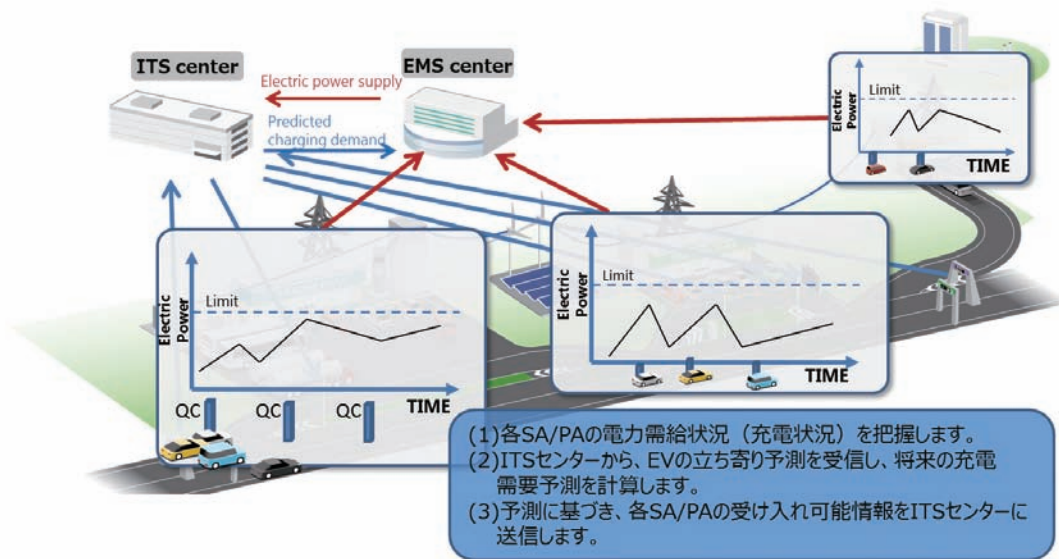 ITS center
EMS center
Electric power supply
Predicted
charging demand
Electric
Power
Limit
TIME
Electric
Power
Limit
TIME
QC
QC
QC
Electric
Power
Limit
TIME
(1)各SA/PAの電力需給状況（充電状況）を把握します。
(2)ITSセンターから、EVの立ち寄り予測を受信し、将来の充電
需要予測を計算します。
(3)予測に基づき、各SA/PAの受け入れ可能情報をITSセンターに
送信します。